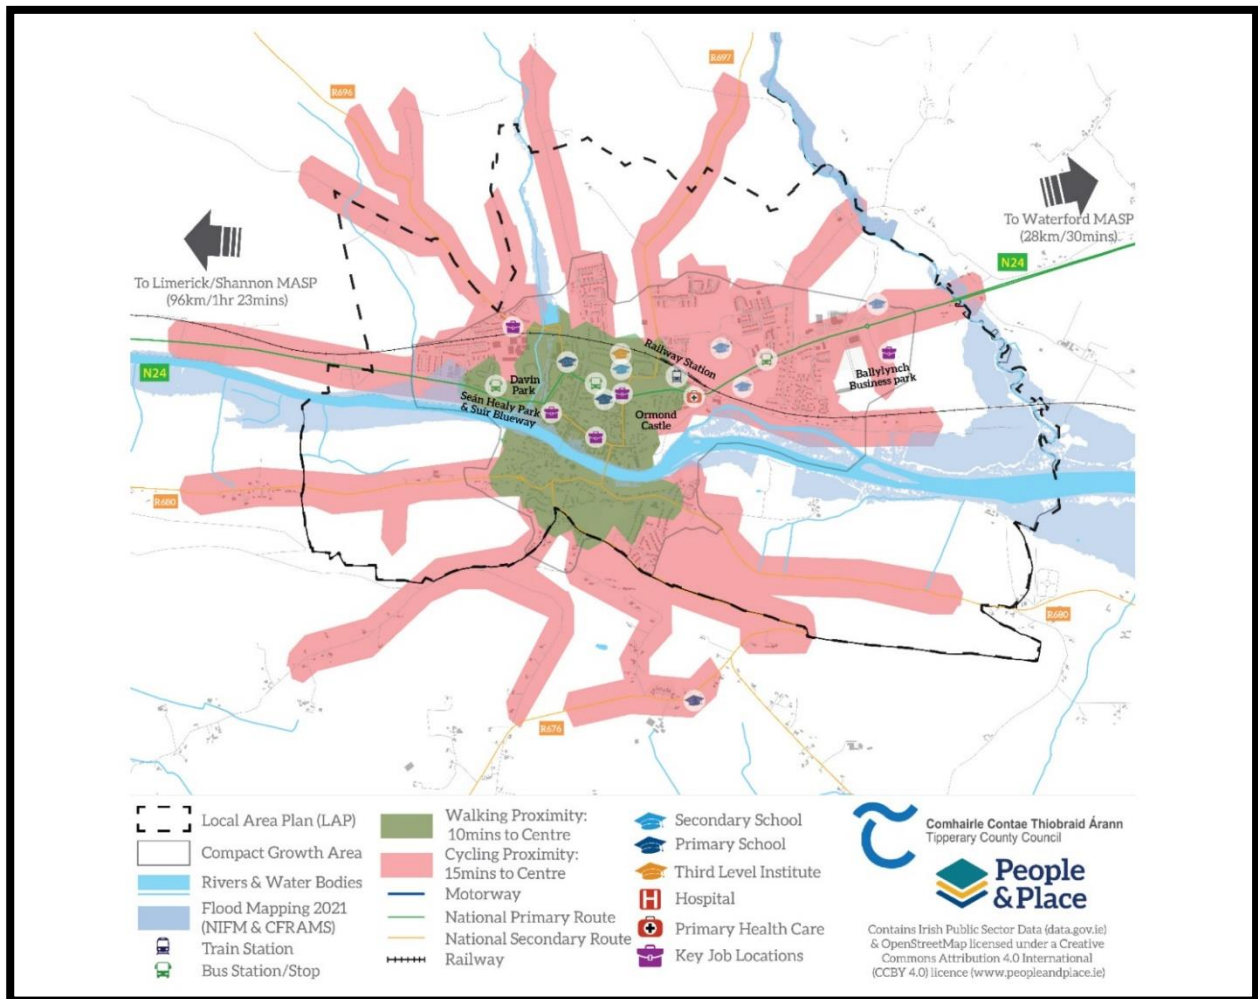 R696
R697
To Waterford MASP
(28km/30mins)
N24
To Limerick/Shannon MASP
(96km/1hr 23mins)
N24
Railway Station
Davin
Park
Seán Healy Park
& Suir Blueway
Ormond
Castle
Ballylynch
Business park
R680
R680
R676
Local Area Plan (LAP)
Compact Growth Area
Rivers & Water Bodies
Flood Mapping 2021
(NIFM & CFRAMS)
Train Station
Bus Station/Stop
Walking Proximity:
10mins to Centre
Cycling Proximity:
15mins to Centre
Motorway
National Primary Route
National Secondary Route
Railway
Secondary School
Primary School
Third Level Institute
H Hospital
Primary Health Care
Key Job Locations
Comhairle Contae Thiobraid Árann
Tipperary County Council
People
& Place
Contains Irish Public Sector Data (data.gov.ie)
& OpenStreetMap licensed under a Creative
Commons Attribution 4.0 International
(CCBY 4.0) licence (www.peopleandplace.ie)